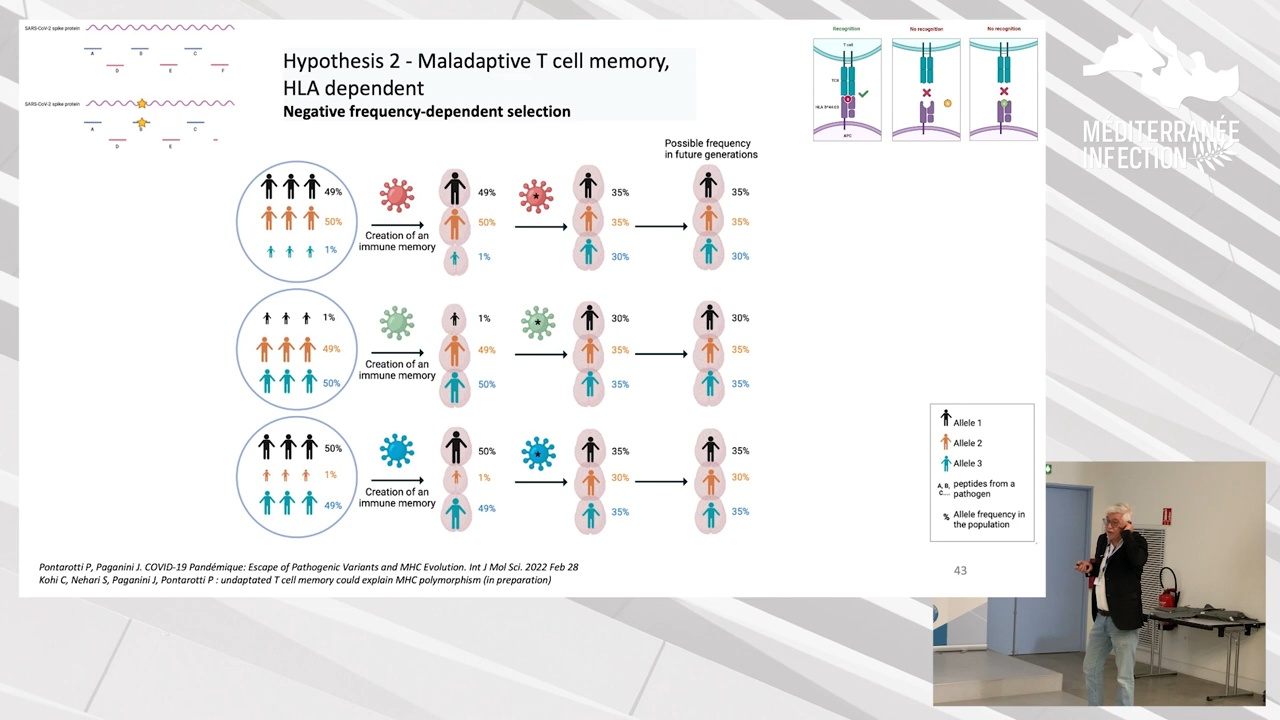 SARS-CoV-2 spike protein
A
B
C
D
E
F
SARS-CoV-2 spike protein
A
B
C
D
E
Hypothesis 2 - Maladaptive T cell memory,
HLA dependent
Negative frequency-dependent selection
Recognition
No recognition
No recognition
T cell
TCR
HLA B*44:03
APC
MÉDITERRANÉE
INFECTION
Possible frequency
in future generations
49%
50%
1%
Creation of an
immune memory
49%
50%
1%
*
35%
35%
30%
35%
35%
30%
1%
49%
50%
Creation of an
immune memory
1%
49%
50%
*
30%
35%
35%
30%
35%
35%
50%
1%
49%
Creation of an
immune memory
50%
1%
49%
*
35%
30%
35%
35%
30%
35%
Allele 1
Allele 2
Allele 3
A, B, C.... peptides from a
pathogen
% Allele frequency in
the population
Pontarotti P, Paganini J. COVID-19 Pandémique: Escape of Pathogenic Variants and MHC Evolution. Int J Mol Sci. 2022 Feb 28
Kohi C, Nehari S, Paganini J, Pontarotti P : undaptated T cell memory could explain MHC polymorphism (in preparation)
43